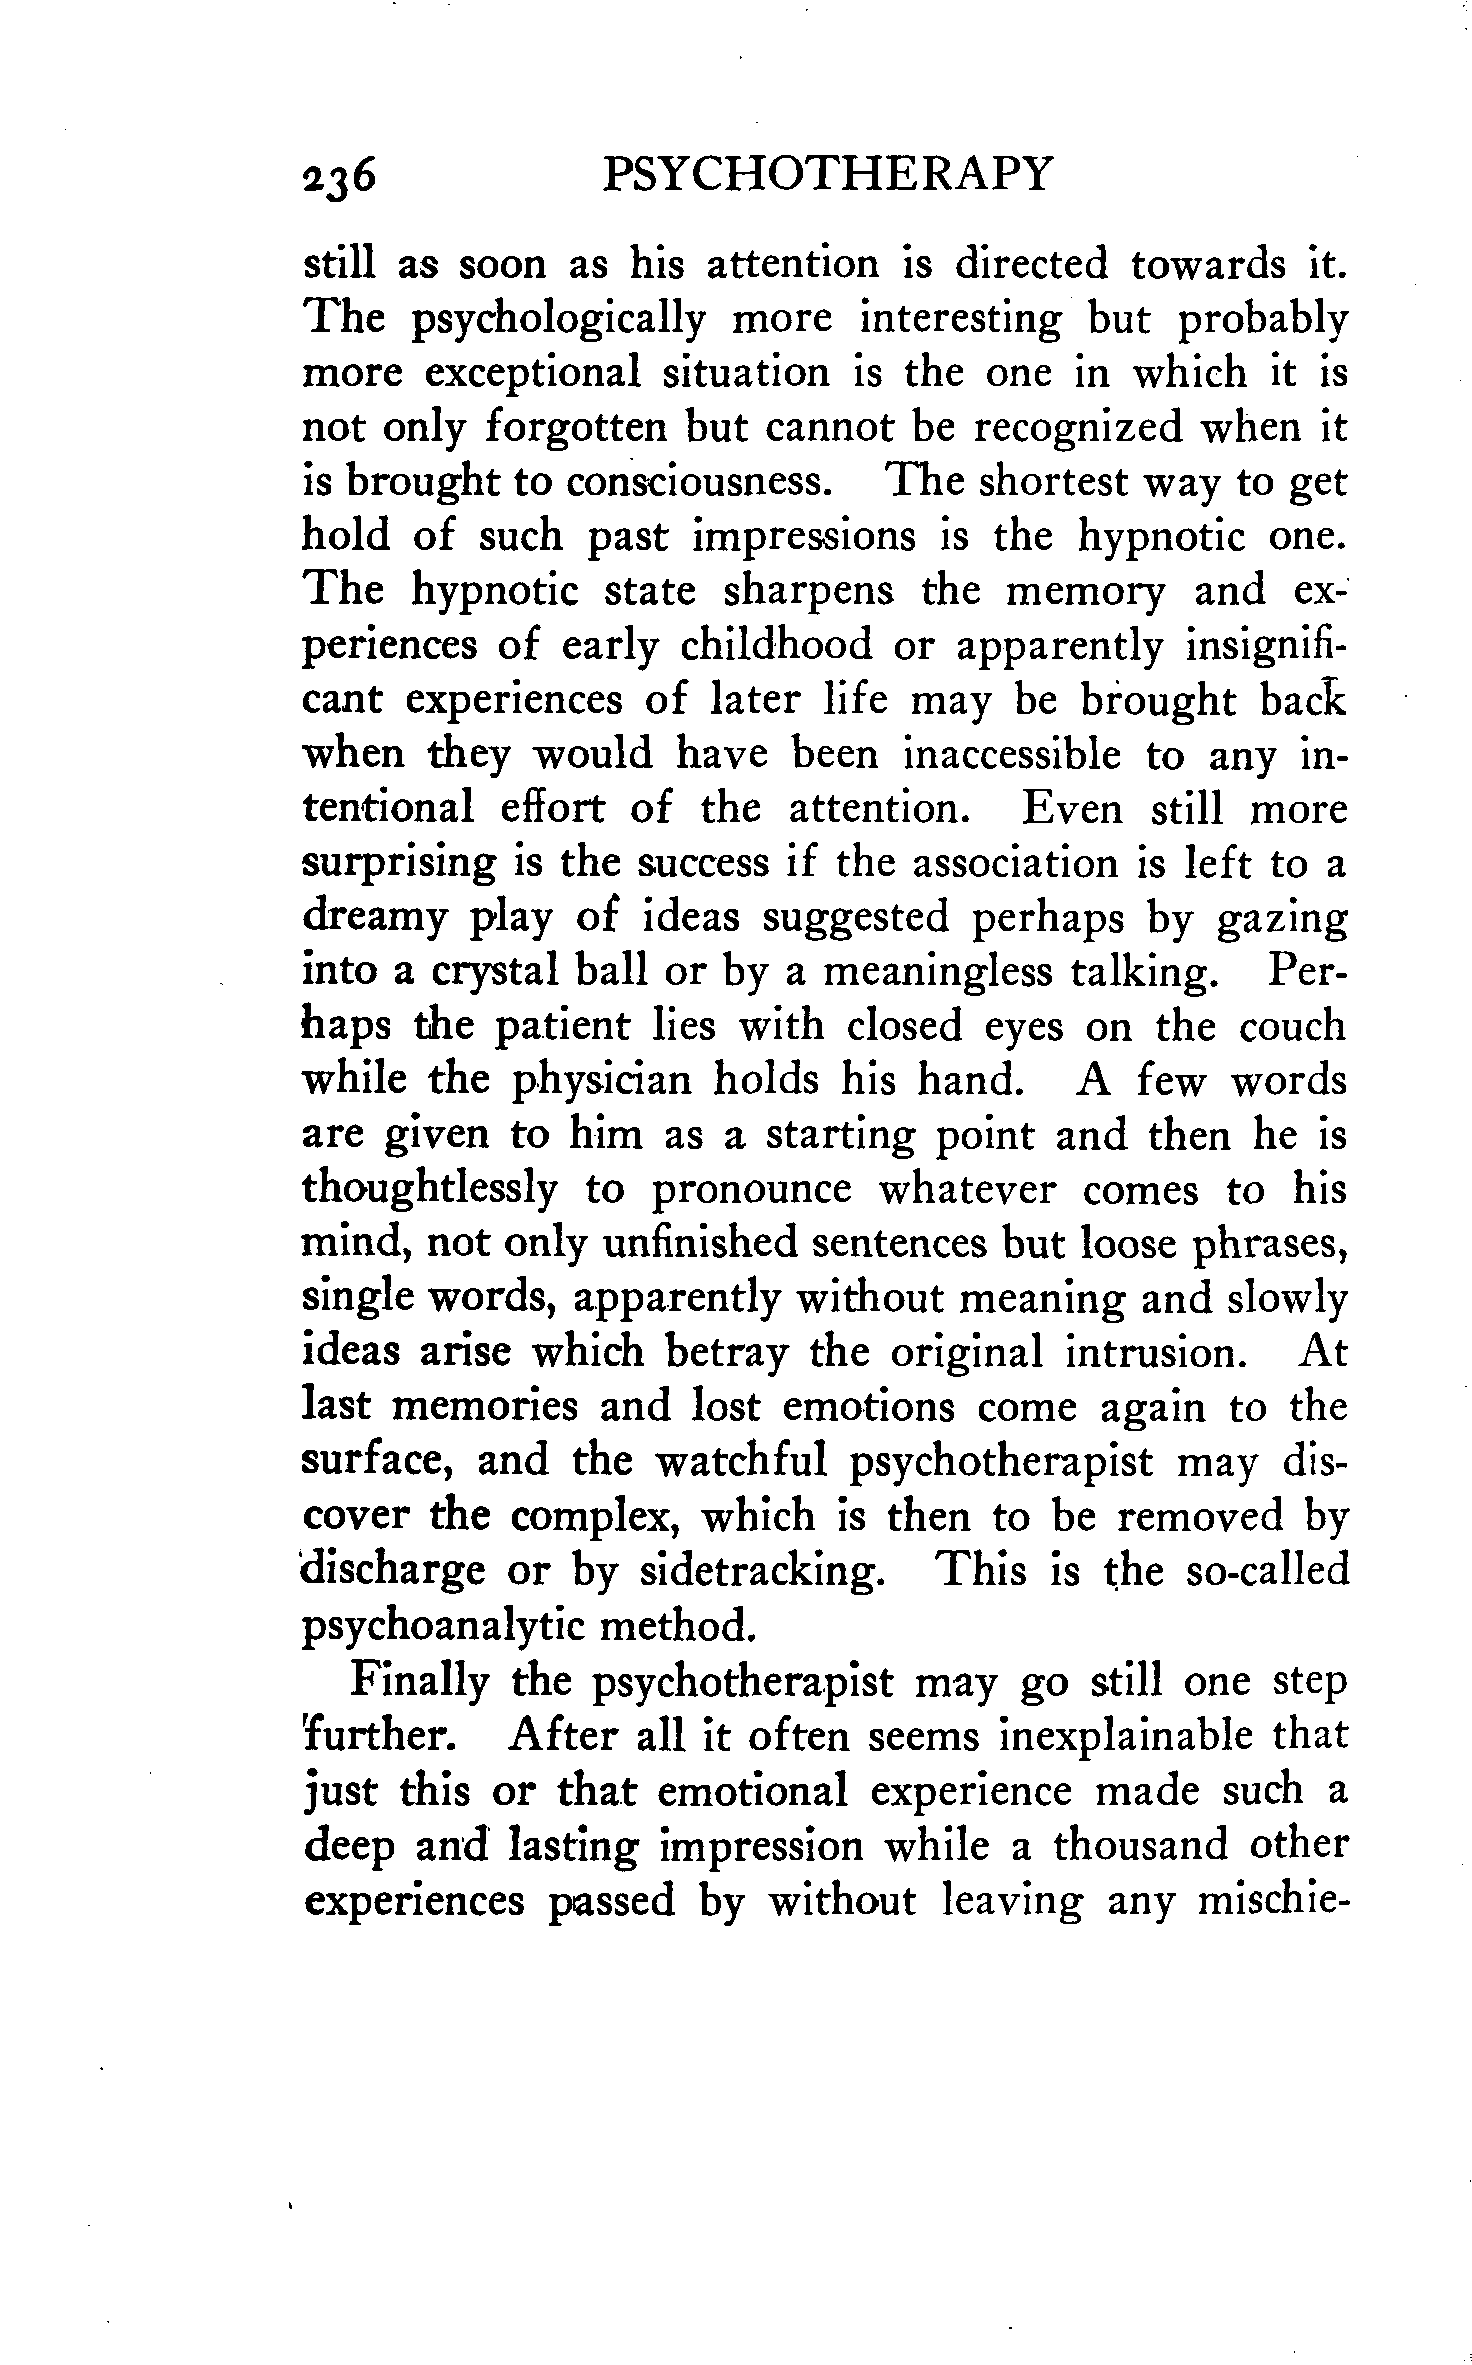 236 PSYCHOTHERAPY
still as soon as his attention is directed towards it.
The psychologically more interesting but probably
more exceptional situation is the one in which it is
not only forgotten but cannot be recognized when it
is brought to consciousness. The shortest way to get
hold of such past impressions is the hypnotic one.
The hypnotic state sharpens the memory and ex-
periences of early childhood or apparently insignifi-
cant experiences of later life may be brought back
when they would have been inaccessible to any in-
tentional effort of the attention. Even still more
surprising is the success if the association is left to a
dreamy play of ideas suggested perhaps by gazing
into a crystal ball or by a meaningless talking. Per-
haps the patient lies with closed eyes on the couch
while the physician holds his hand. A few words
are given to him as a starting point and then he is
thoughtlessly to pronounce whatever comes to his
mind, not only unfinished sentences but loose phrases,
single words, apparently without meaning and slowly
ideas arise which betray the original intrusion. At
last memories and lost emotions come again to the
surface, and the watchful psychotherapist may dis-
cover the complex, which is then to be removed by
discharge or by sidetracking. This is the so-called
psychoanalytic method.
Finally the psychotherapist may go still one step
further. After all it often seems inexplainable that
just this or that emotional experience made such a
deep and lasting impression while a thousand other
experiences passed by without leaving any mischie-